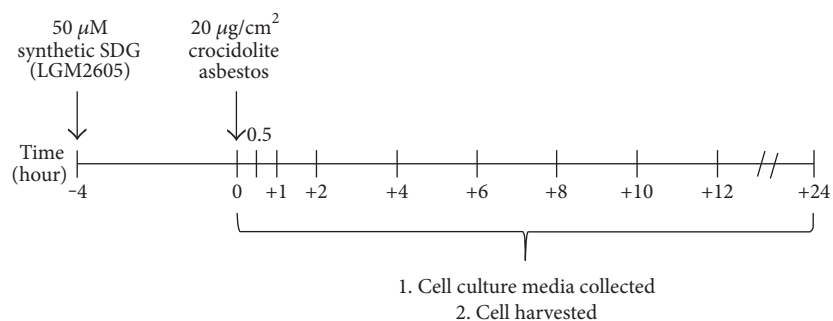 50 μM
synthetic SDG
(LGM2605)
20 μg/cm²
crocidolite
asbestos
0.5
Time
(hour)
-4
0
+1
+2
+4
+6
+8
+10
+12
+24
1. Cell culture media collected
2. Cell harvested